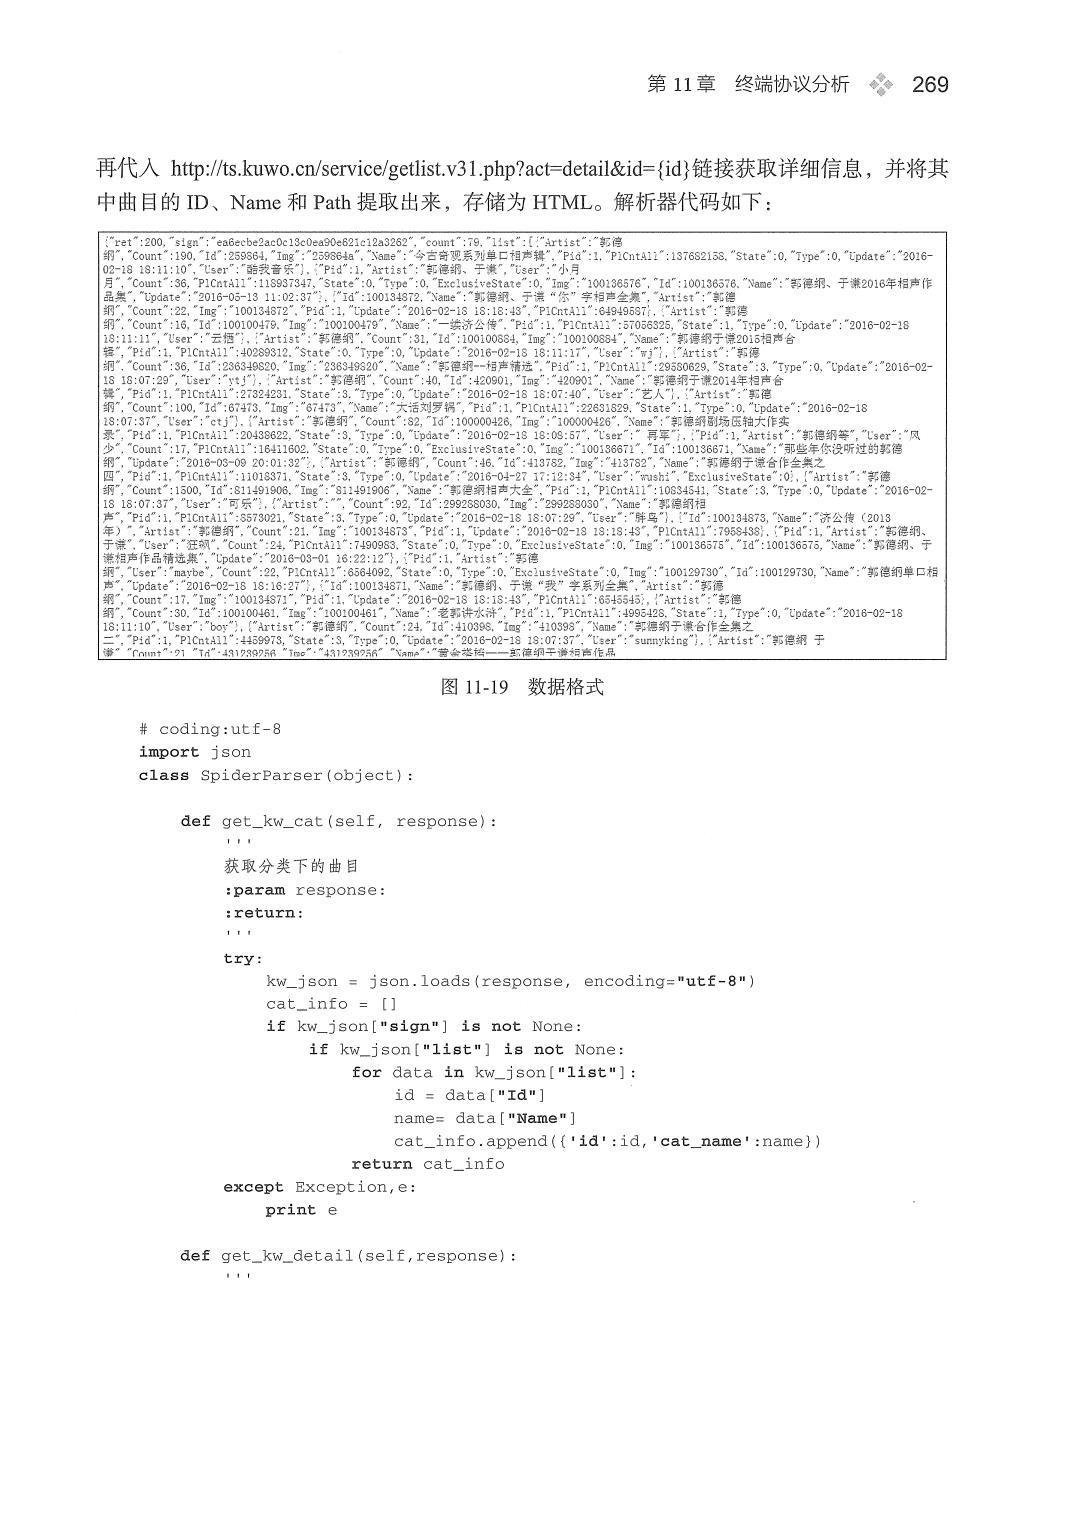 第 11 章 终端协议分析 269
再代入 http://ts.kuwo.cn/service/getlist.v31.php?act=detail&id={id}链接获取详细信息，并将其
中曲目的 ID、Name 和 Path 提取出来，存储为 HTML。解析器代码如下：
{"ret":200,"sign":"ea6ecbe2ac0c13c0ea90e621c12a3262","count":79,"list":[{"Artist":"郭德
纲","Count":190,"Id":259864,"Img":"259864a","Name":"今古奇观系列单口相声辑","Pid":1,"PlCntAll":137682158,"State":0,"Type":0,"Update":"2016-
02-18 18:11:10","User":"酷我音乐"},{"Pid":1,"Artist":"郭德纲、于谦","User":"小月
月","Count":36,"PlCntAll":118937347,"State":0,"Type":0,"ExclusiveState":0,"Img":"100136576","Id":100136576,"Name":"郭德纲、于谦2016年相声作
品集","Update":"2016-05-13 11:02:37"},{"Id":100134872,"Name":"郭德纲、于谦“你”字相声全集","Artist":"郭德
纲","Count":22,"Img":"100134872","Pid":1,"Update":"2016-02-18 18:18:43","PlCntAll":64949587},{"Artist":"郭德
纲","Count":16,"Id":100100479,"Img":"100100479","Name":"一续济公传","Pid":1,"PlCntAll":57056325,"State":1,"Type":0,"Update":"2016-02-18
18:11:11","User":"云栖"},{"Artist":"郭德纲","Count":31,"Id":100100884,"Img":"100100884","Name":"郭德纲于谦2015相声合
辑","Pid":1,"PlCntAll":40289312,"State":0,"Type":0,"Update":"2016-02-18 18:11:17","User":"wj"},{"Artist":"郭德
纲","Count":36,"Id":236349820,"Img":"236349820","Name":"郭德纲--相声精选","Pid":1,"PlCntAll":29580629,"State":3,"Type":0,"Update":"2016-02-
18 18:07:29","User":"ytj"},{"Artist":"郭德纲","Count":40,"Id":420901,"Img":"420901","Name":"郭德纲于谦2014年相声合
辑","Pid":1,"PlCntAll":27324231,"State":3,"Type":0,"Update":"2016-02-18 18:07:40","User":"艺人"},{"Artist":"郭德
纲","Count":100,"Id":67473,"Img":"67473","Name":"大话刘罗锅","Pid":1,"PlCntAll":22631829,"State":1,"Type":0,"Update":"2016-02-18
18:07:37","User":"ctj"},{"Artist":"郭德纲","Count":82,"Id":100000426,"Img":"100000426","Name":"郭德纲剧场压轴大作实
录","Pid":1,"PlCntAll":20438622,"State":3,"Type":0,"Update":"2016-02-18 18:08:57","User":" 再军"},{"Pid":1,"Artist":"郭德纲等","User":"风
少","Count":17,"PlCntAll":16411602,"State":0,"Type":0,"ExclusiveState":0,"Img":"100136671","Id":100136671,"Name":"那些年你没听过的郭德
纲","Update":"2016-03-09 20:01:32"},{"Artist":"郭德纲","Count":46,"Id":413782,"Img":"413782","Name":"郭德纲于谦合作全集之
四","Pid":1,"PlCntAll":11018371,"State":3,"Type":0,"Update":"2016-04-27 17:12:34","User":"wushi","ExclusiveState":0},{"Artist":"郭德
纲","Count":1500,"Id":811491906,"Img":"811491906","Name":"郭德纲相声大全","Pid":1,"PlCntAll":10834541,"State":3,"Type":0,"Update":"2016-02-
18 18:07:37","User":"可乐"},{"Artist":"","Count":92,"Id":299288030,"Img":"299288030","Name":"郭德纲相
声","Pid":1,"PlCntAll":8573021,"State":3,"Type":0,"Update":"2016-02-18 18:07:29","User":"胖鸟"},{"Id":100134873,"Name":"济公传（2013
年）","Artist":"郭德纲","Count":21,"Img":"100134873","Pid":1,"Update":"2016-02-18 18:18:43","PlCntAll":7958438},{"Pid":1,"Artist":"郭德纲、
于谦","User":"狂飒","Count":24,"PlCntAll":7490983,"State":0,"Type":0,"ExclusiveState":0,"Img":"100136575","Id":100136575,"Name":"郭德纲、于
谦相声作品精选集","Update":"2016-03-01 16:22:12"},{"Pid":1,"Artist":"郭德
纲","User":"maybe","Count":22,"PlCntAll":6564092,"State":0,"Type":0,"ExclusiveState":0,"Img":"100129730","Id":100129730,"Name":"郭德纲单口相
声","Update":"2016-02-18 18:16:27"},{"Id":100134871,"Name":"郭德纲、于谦“我”字系列全集","Artist":"郭德
纲","Count":17,"Img":"100134871","Pid":1,"Update":"2016-02-18 18:18:43","PlCntAll":6545545},{"Artist":"郭德
纲","Count":30,"Id":100100461,"Img":"100100461","Name":"老郭讲水浒","Pid":1,"PlCntAll":4995428,"State":1,"Type":0,"Update":"2016-02-18
18:11:10","User":"boy"},{"Artist":"郭德纲","Count":24,"Id":410398,"Img":"410398","Name":"郭德纲于谦合作全集之
二","Pid":1,"PlCntAll":4459973,"State":3,"Type":0,"Update":"2016-02-18 18:07:37","User":"sunnyking"},{"Artist":"郭德纲 于
谦","Count":21,"Id":431239256,"Img":"431239256","Name":"黄金搭档——郭德纲于谦相声作品
图 11-19 数据格式
# coding:utf-8
import json
class SpiderParser(object):
def get_kw_cat(self, response):
'''
获取分类下的曲目
:param response:
:return:
'''
try:
kw_json = json.loads(response, encoding="utf-8")
cat_info = []
if kw_json["sign"] is not None:
if kw_json["list"] is not None:
for data in kw_json["list"]:
id = data["Id"]
name= data["Name"]
cat_info.append({'id':id,'cat_name':name})
return cat_info
except Exception,e:
print e
def get_kw_detail(self,response):
'''